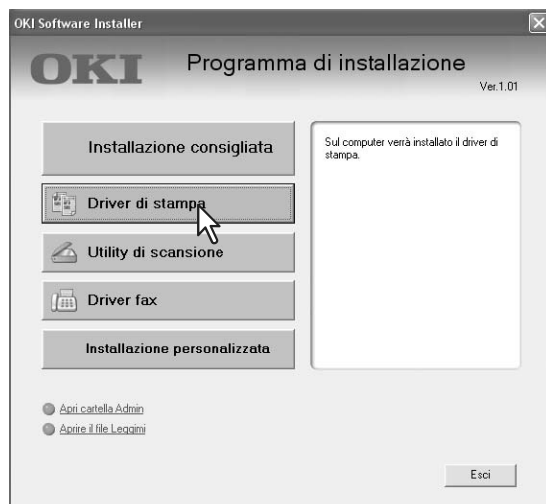 OKI Software Installer
OKI
Programma di installazione
Ver.1.01
Installazione consigliata
Driver di stampa
Utility di scansione
Driver fax
Installazione personalizzata
Sul computer verrà installato il driver di
stampa.
Apri cartella Admin
Aprire il file Leggimi
Esci